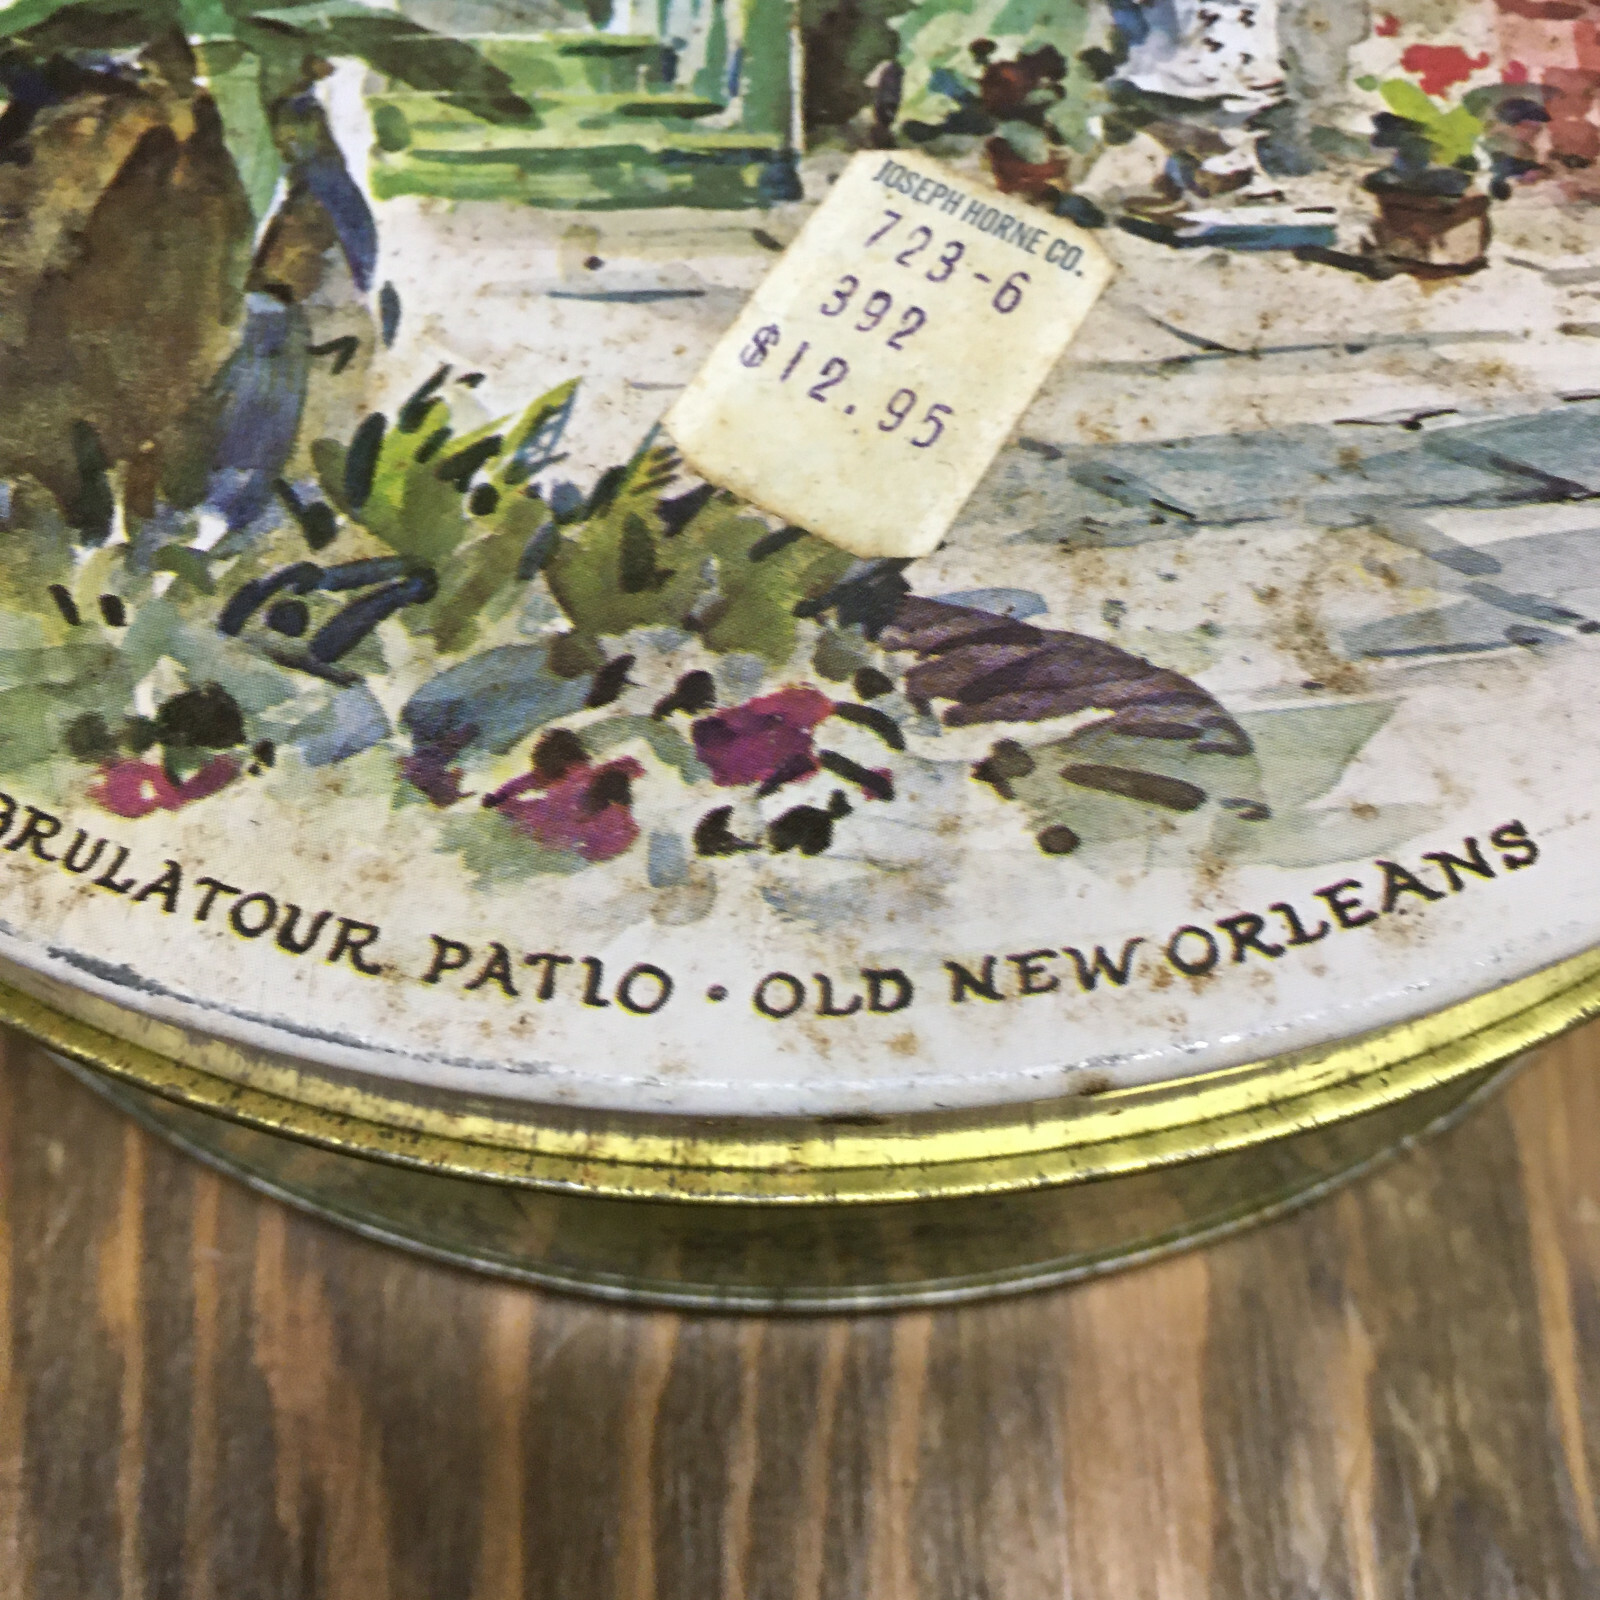 JOSEPH HORNE CO.
723-6
392
$12.95
BRULATOUR PATIO • OLD NEW ORLEANS